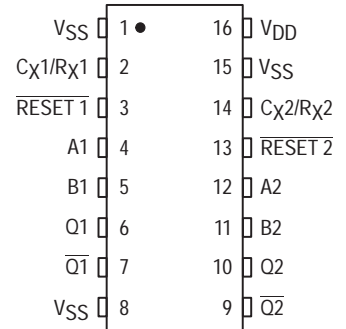 VSS 1 16 VDD
CX1/RX1 2 15 VSS
RESET 1 3 14 CX2/RX2
A1 4 13 RESET 2
B1 5 12 A2
Q1 6 11 B2
Q1 7 10 Q2
VSS 8 9 Q2